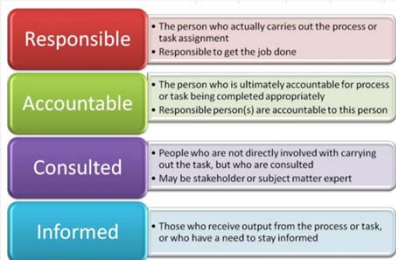 Responsible
• The person who actually carries out the process or
task assignment
• Responsible to get the job done
Accountable
• The person who is ultimately accountable for process
or task being completed appropriately
• Responsible person(s) are accountable to this person
Consulted
• People who are not directly involved with carrying
out the task, but who are consulted
• May be stakeholder or subject matter expert
Informed
• Those who receive output from the process or task,
or who have a need to stay informed